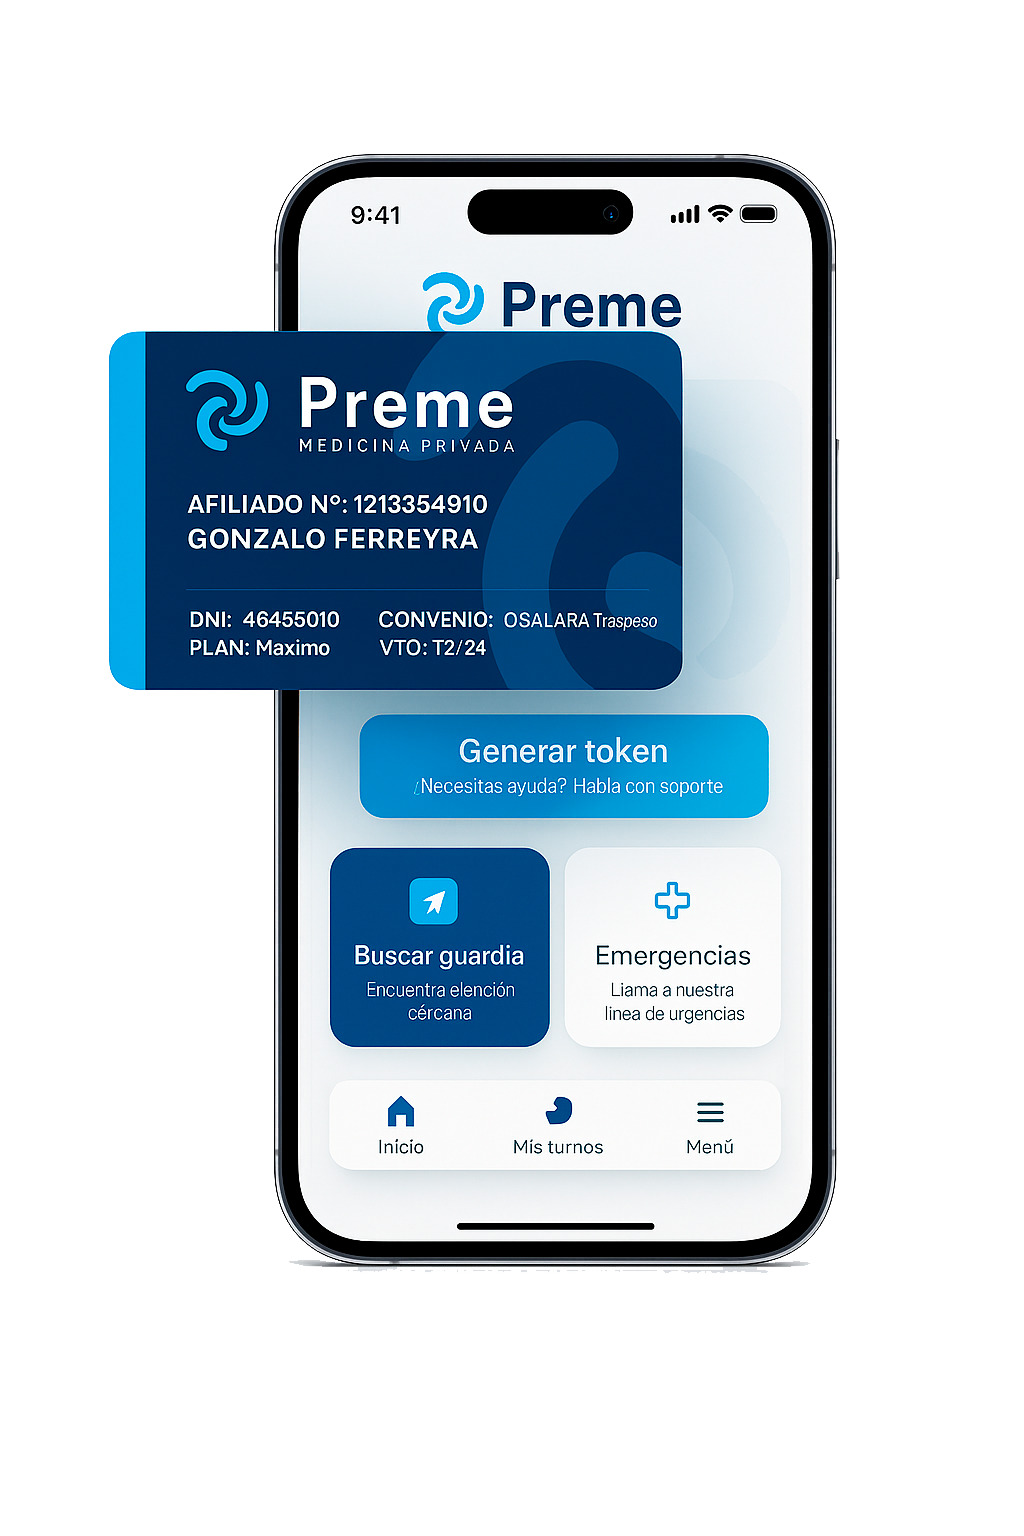 9:41
Preme
Preme
MEDICINA PRIVADA
AFILIADO Nº: 1213354910
GONZALO FERREYRA
DNI: 46455010 CONVENIO: OSALARA Traspeso
PLAN: Maximo VTO: T2/24
Generar token
¿Necesitas ayuda? Habla con soporte
Buscar guardia
Encuentra elención
cércana
Emergencias
Liama a nuestra
linea de urgencias
Inicio
Mis turnos
Menú